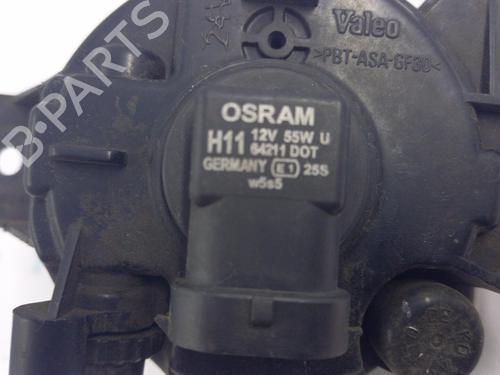 Valeo
>PBT-ASA-GF30<
OSRAM
H11 12V 55W U
64211 DOT
GERMANY E1 25S
w5s5
B-PARTS